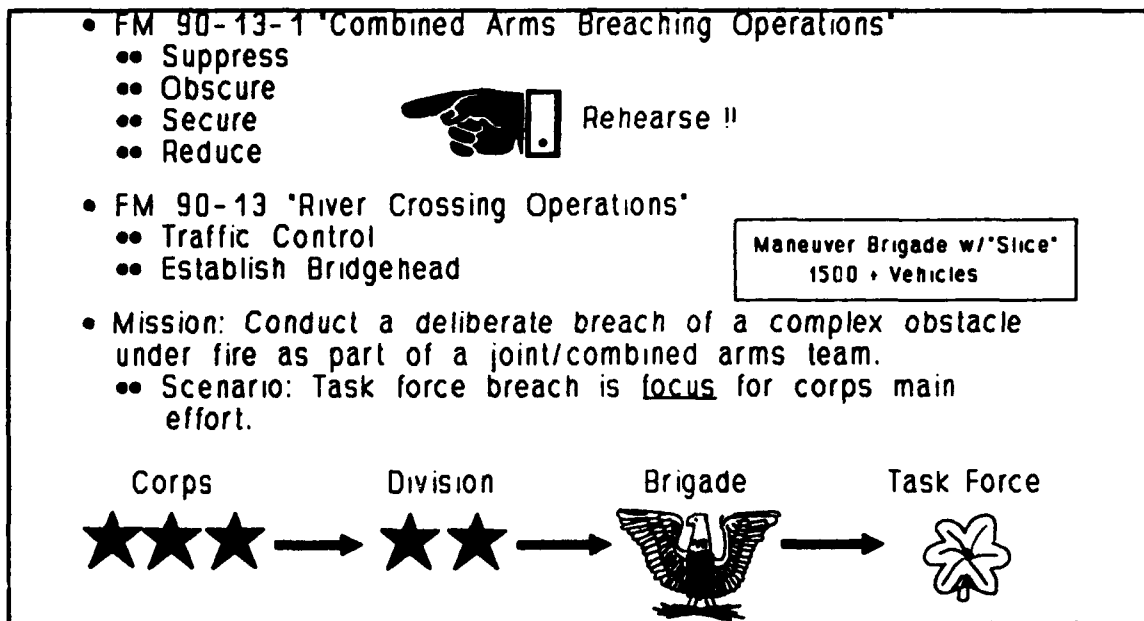 • FM 90-13-1 "Combined Arms Breaching Operations"
•• Suppress
•• Obscure
•• Secure
•• Reduce
Rehearse !!
• FM 90-13 "River Crossing Operations"
•• Traffic Control
•• Establish Bridgehead
Maneuver Brigade w/"Slice"
1500 + Vehicles
• Mission: Conduct a deliberate breach of a complex obstacle
under fire as part of a joint/combined arms team.
•• Scenario: Task force breach is focus for corps main
effort.
Corps Division Brigade Task Force